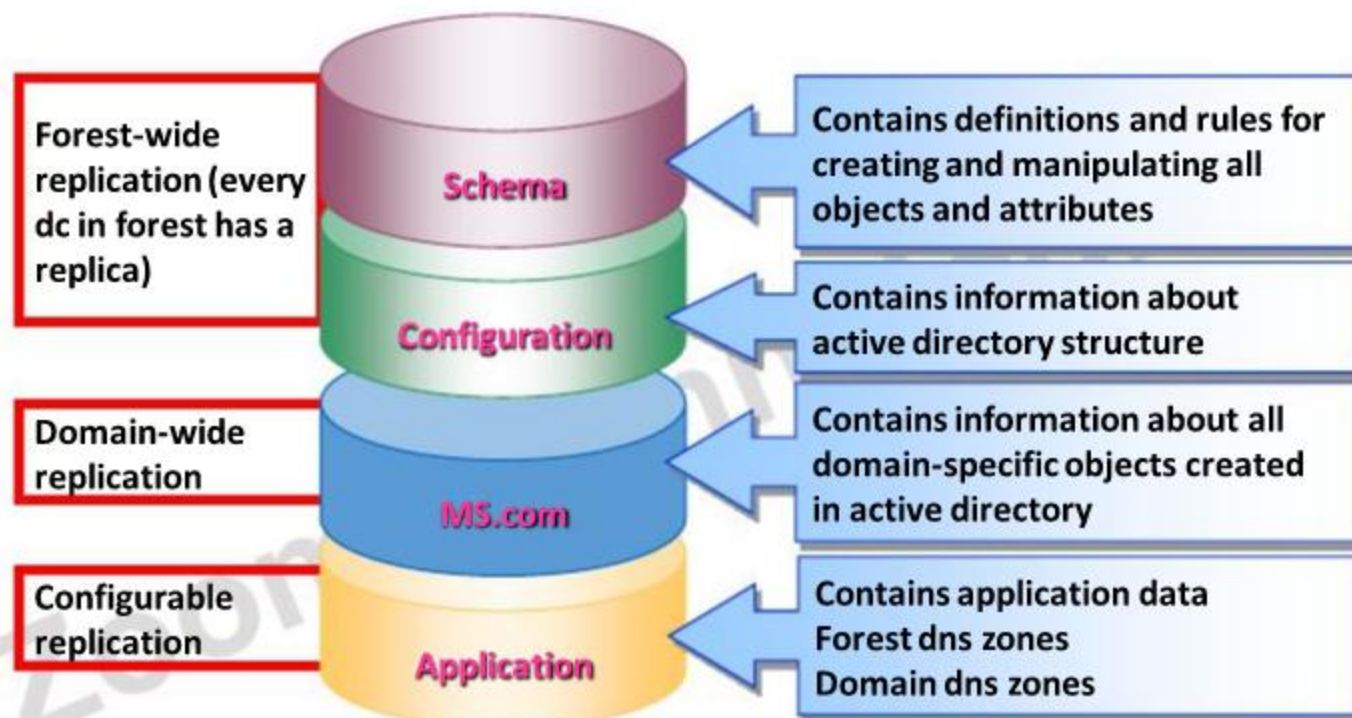 Forest-wide
replication (every
dc in forest has a
replica)
Schema
Contains definitions and rules for
creating and manipulating all
objects and attributes
Configuration
Contains information about
active directory structure
Domain-wide
replication
MS.com
Contains information about all
domain-specific objects created
in active directory
Configurable
replication
Application
Contains application data
Forest dns zones
Domain dns zones
Zoom